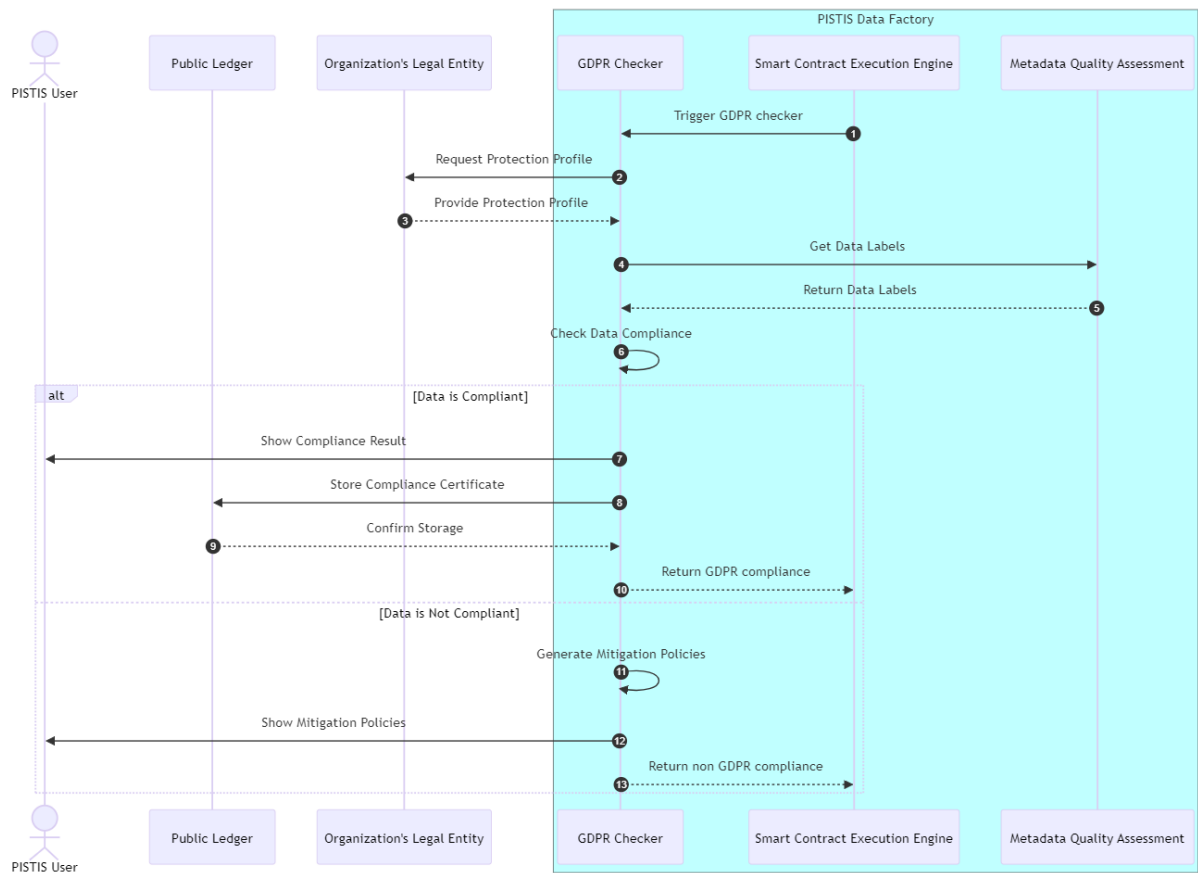 PISTIS Data Factory
PISTIS User
Public Ledger
Organization's Legal Entity
GDPR Checker
Smart Contract Execution Engine
Metadata Quality Assessment
Trigger GDPR checker
1
Request Protection Profile
2
Provide Protection Profile
3
Get Data Labels
4
Return Data Labels
5
Check Data Compliance
6
alt
[Data is Compliant]
Show Compliance Result
7
Store Compliance Certificate
8
Confirm Storage
9
Return GDPR compliance
10
[Data is Not Compliant]
Generate Mitigation Policies
11
Show Mitigation Policies
12
Return non GDPR compliance
13
PISTIS User
Public Ledger
Organization's Legal Entity
GDPR Checker
Smart Contract Execution Engine
Metadata Quality Assessment